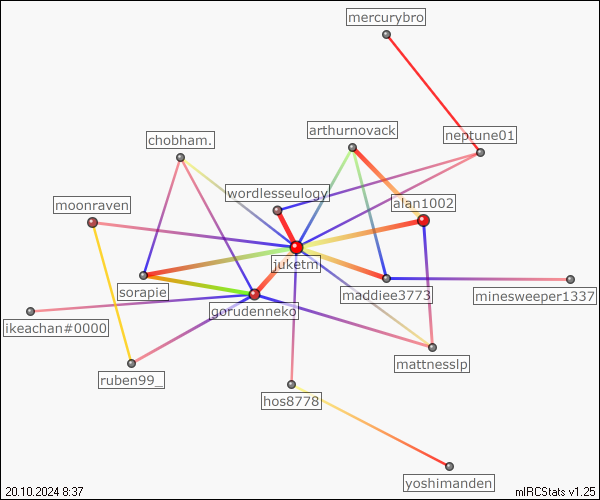 mercurybro
neptune01
arthurnovack
chobham.
wordlesseulogy
alan1002
moonraven
juketmi
sorapie
maddiee3773
minesweeper1337
gorudenneko
ikeachan#0000
mattnesslp
ruben99_
hos8778
yoshimanden
20.10.2024 8:37
mIRCStats v1.25